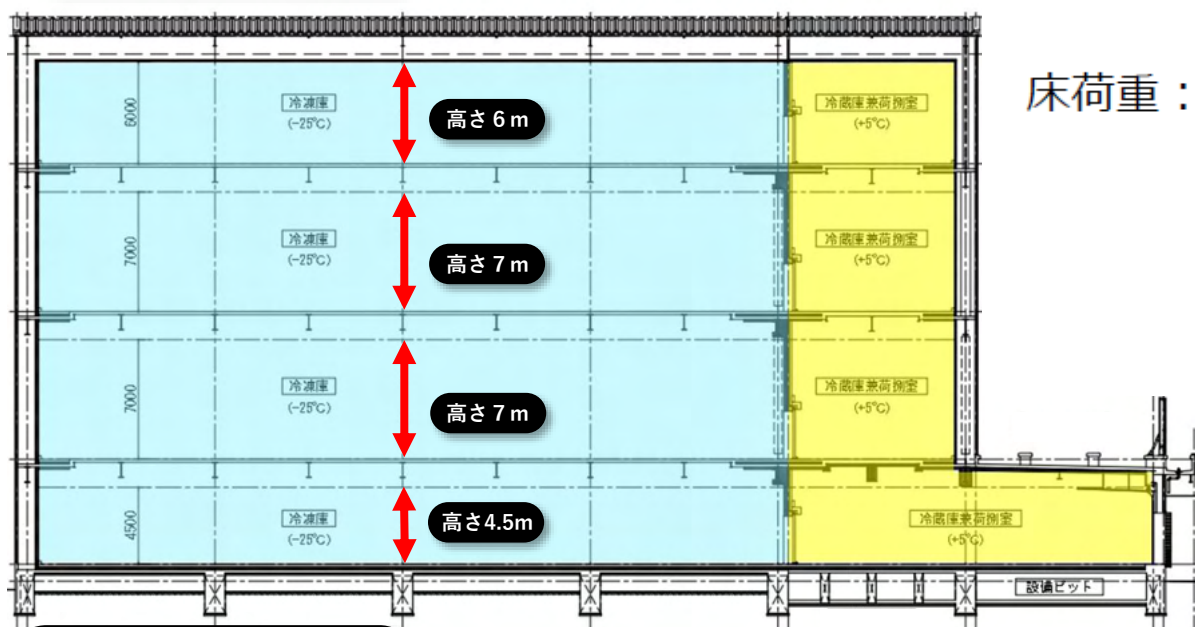 床荷重：
6000
冷凍庫
(-25℃)
高さ６ｍ
冷蔵庫兼荷捌室
(+5℃)
7000
冷凍庫
(-25℃)
高さ７ｍ
冷蔵庫兼荷捌室
(+5℃)
7000
冷凍庫
(-25℃)
高さ７ｍ
冷蔵庫兼荷捌室
(+5℃)
4500
冷凍庫
(-25℃)
高さ4.5m
冷蔵庫兼荷捌室
(+5℃)
設備ピット